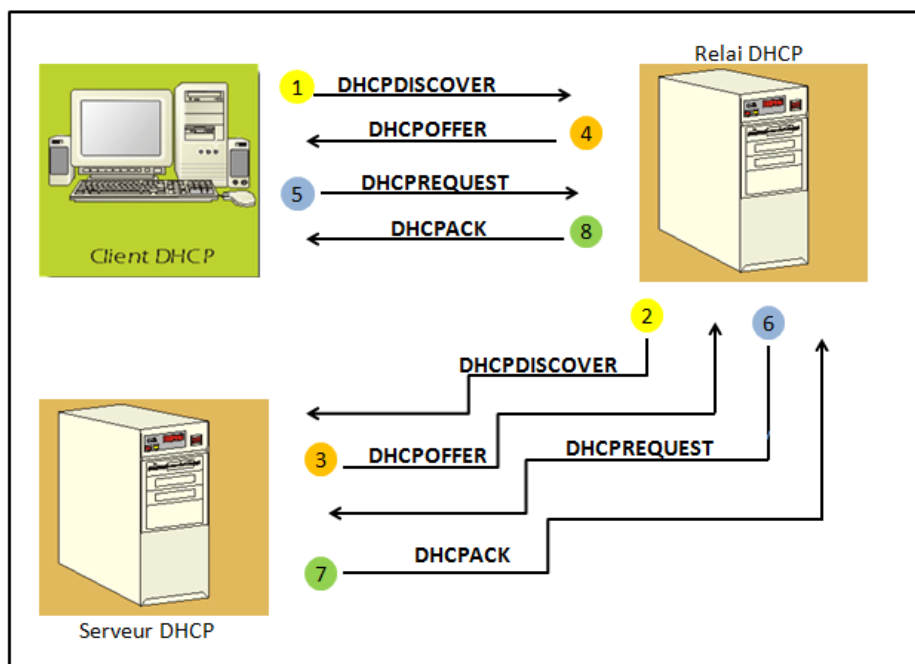 Relai DHCP
1
DHCPDISCOVER
DHCPOFFER
4
5
DHCPREQUEST
DHCPACK
8
Client DHCP
2
6
DHCPDISCOVER
3
DHCPOFFER
DHCPREQUEST
7
DHCPACK
Serveur DHCP